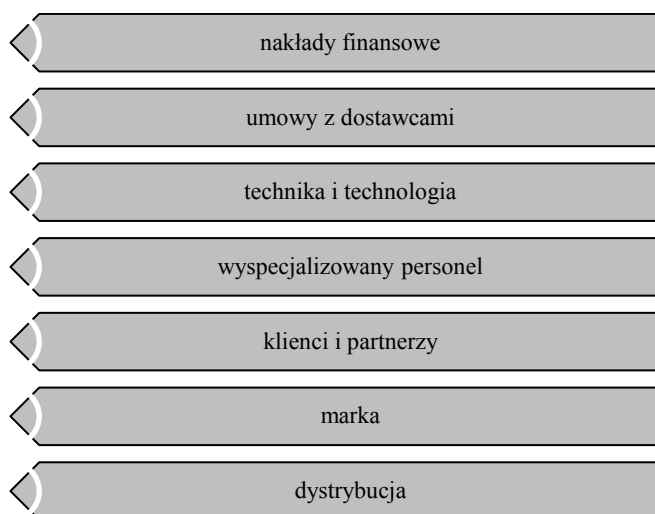 nakłady finansowe
umowy z dostawcami
technika i technologia
wyspecjalizowany personel
klienci i partnerzy
marka
dystrybucja